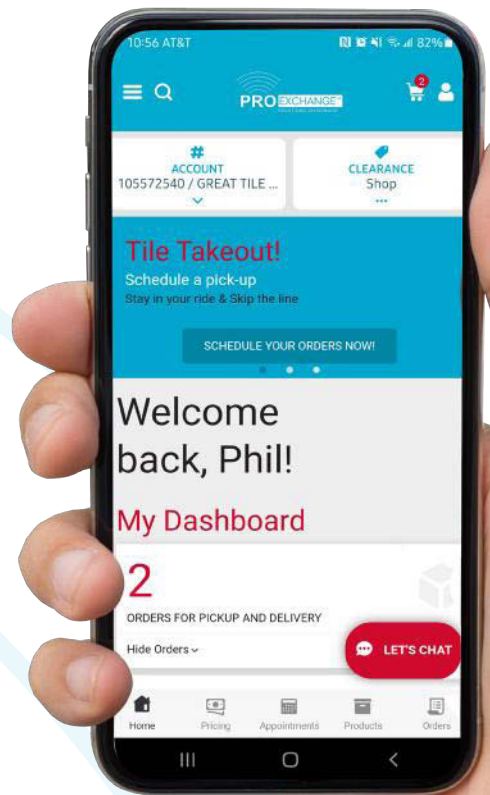 10:56 AT&T
82%
2
PROEXCHANGE
#
ACCOUNT
105572540 / GREAT TILE ...
CLEARANCE
Shop
...
Tile Takeout!
Schedule a pick-up
Stay in your ride & Skip the line
SCHEDULE YOUR ORDERS NOW!
Welcome
back, Phil!
My Dashboard
2
ORDERS FOR PICKUP AND DELIVERY
Hide Orders
LET'S CHAT
Home
Pricing
Appointments
Products
Orders